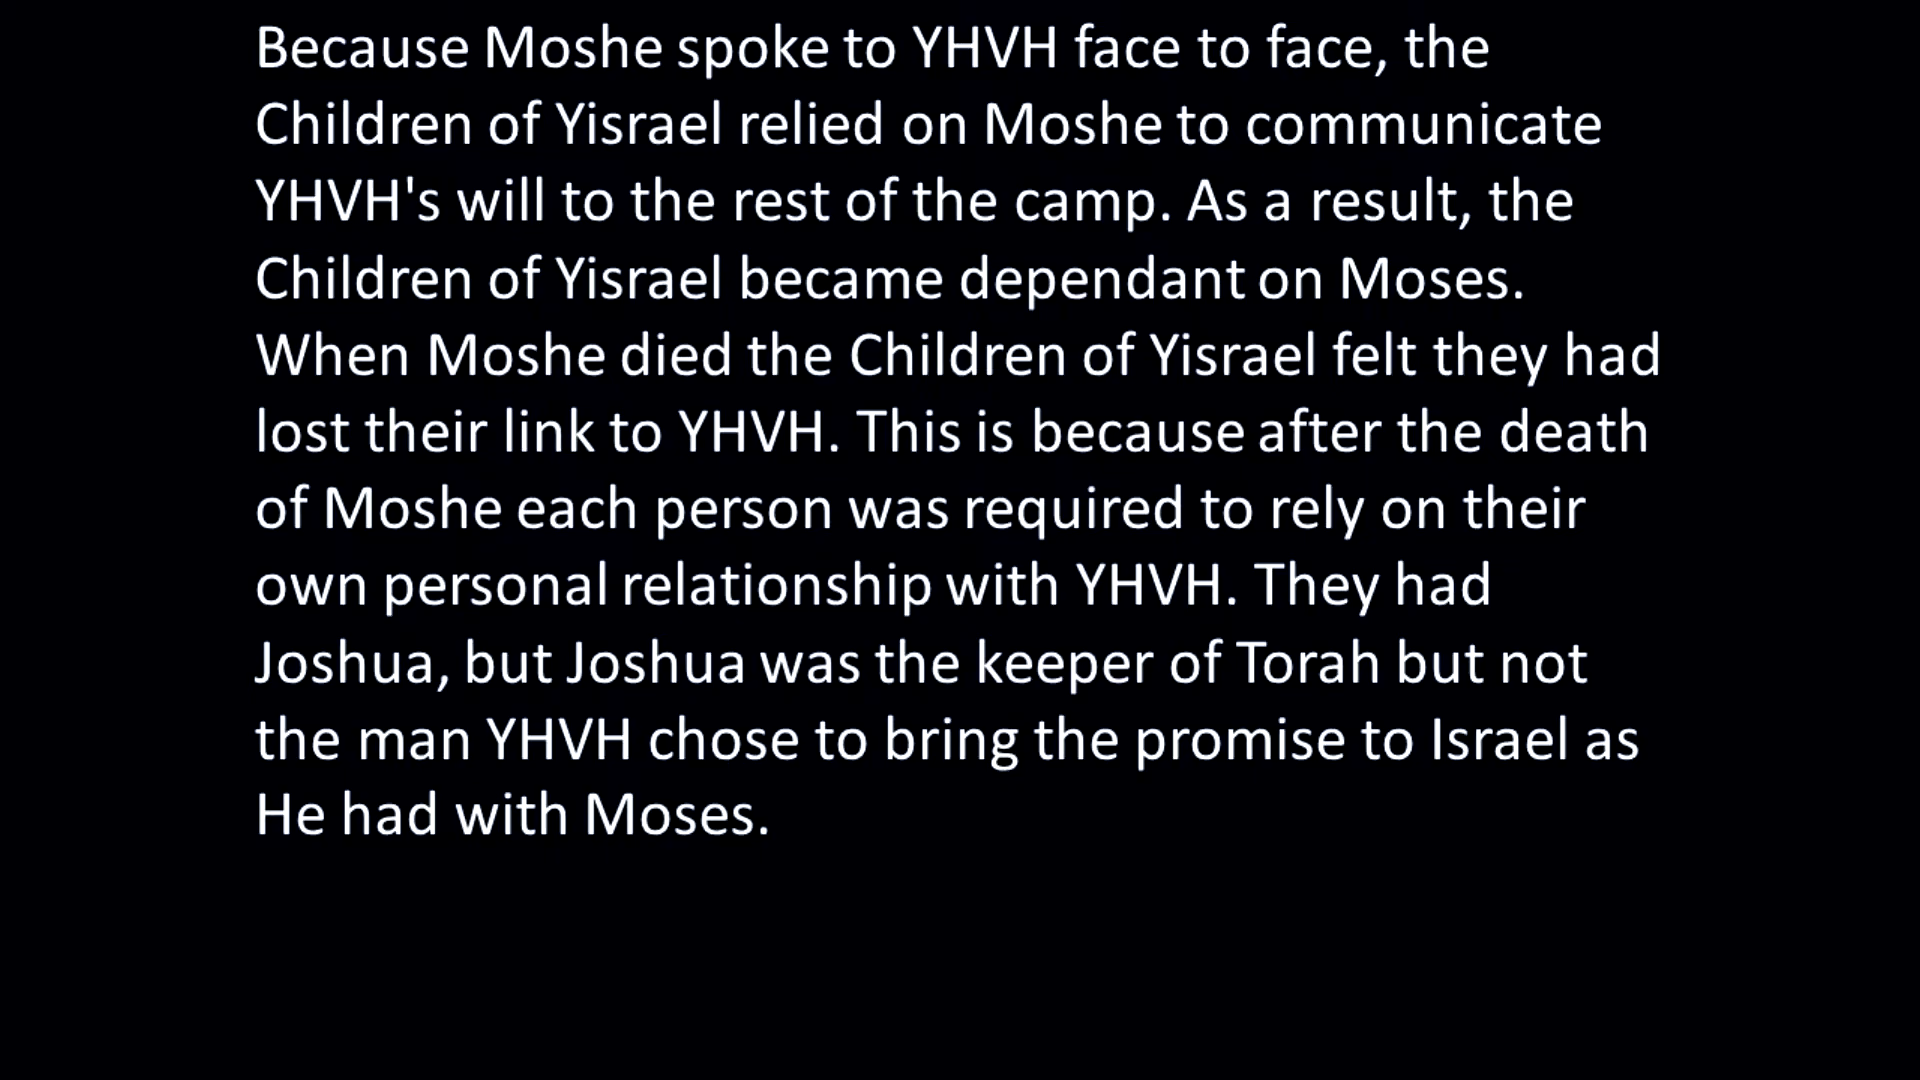 Because Moshe spoke to YHVH face to face, the
Children of Yisrael relied on Moshe to communicate
YHVH's will to the rest of the camp. As a result, the
Children of Yisrael became dependant on Moses.
When Moshe died the Children of Yisrael felt they had
lost their link to YHVH. This is because after the death
of Moshe each person was required to rely on their
own personal relationship with YHVH. They had
Joshua, but Joshua was the keeper of Torah but not
the man YHVH chose to bring the promise to Israel as
He had with Moses.